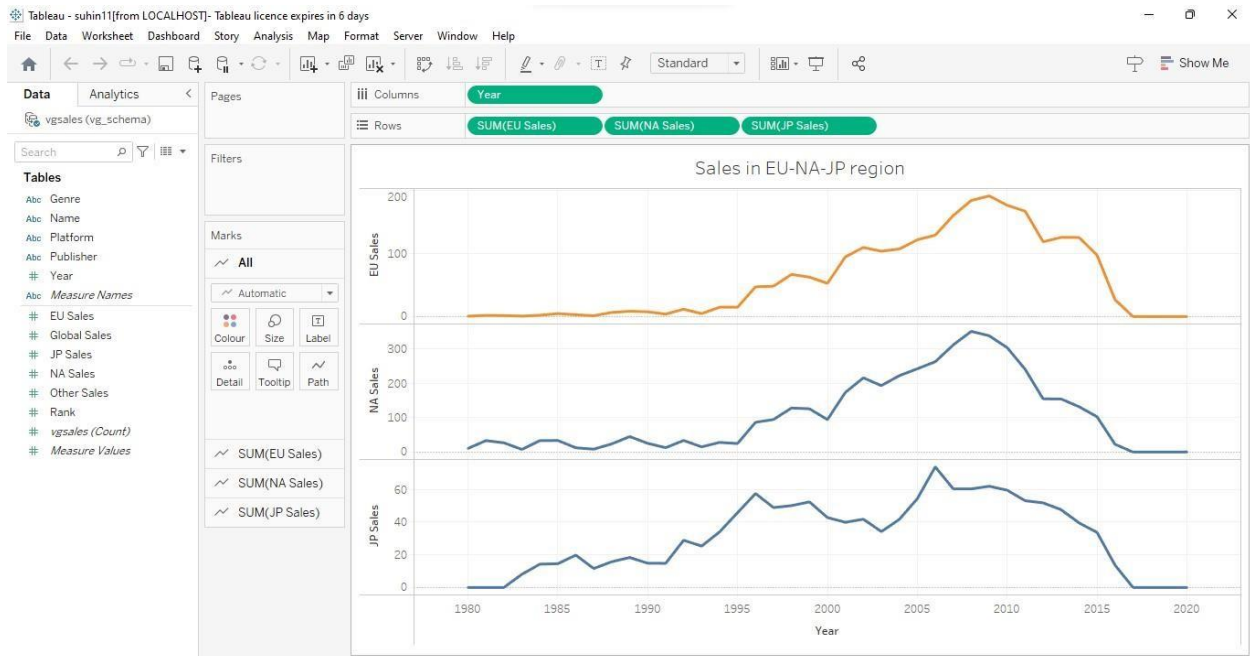 Tableau - suhin11[from LOCALHOST]- Tableau licence expires in 6 days
File Data Worksheet Dashboard Story Analysis Map Format Server Window Help
Standard
Show Me
Data Analytics
vgsales (vg_schema)
Search
Tables
Abc Genre
Abc Name
Abc Platform
Abc Publisher
# Year
Abc Measure Names
# EU Sales
# Global Sales
# JP Sales
# NA Sales
# Other Sales
# Rank
# vgsales (Count)
# Measure Values
Pages
Filters
Marks
All
Automatic
Colour Size Label
Detail Tooltip Path
SUM(EU Sales)
SUM(NA Sales)
SUM(JP Sales)
Columns Year
Rows SUM(EU Sales) SUM(NA Sales) SUM(JP Sales)
Sales in EU-NA-JP region
EU Sales
200
100
0
NA Sales
300
200
100
0
JP Sales
60
40
20
0
1980 1985 1990 1995 2000 2005 2010 2015 2020
Year